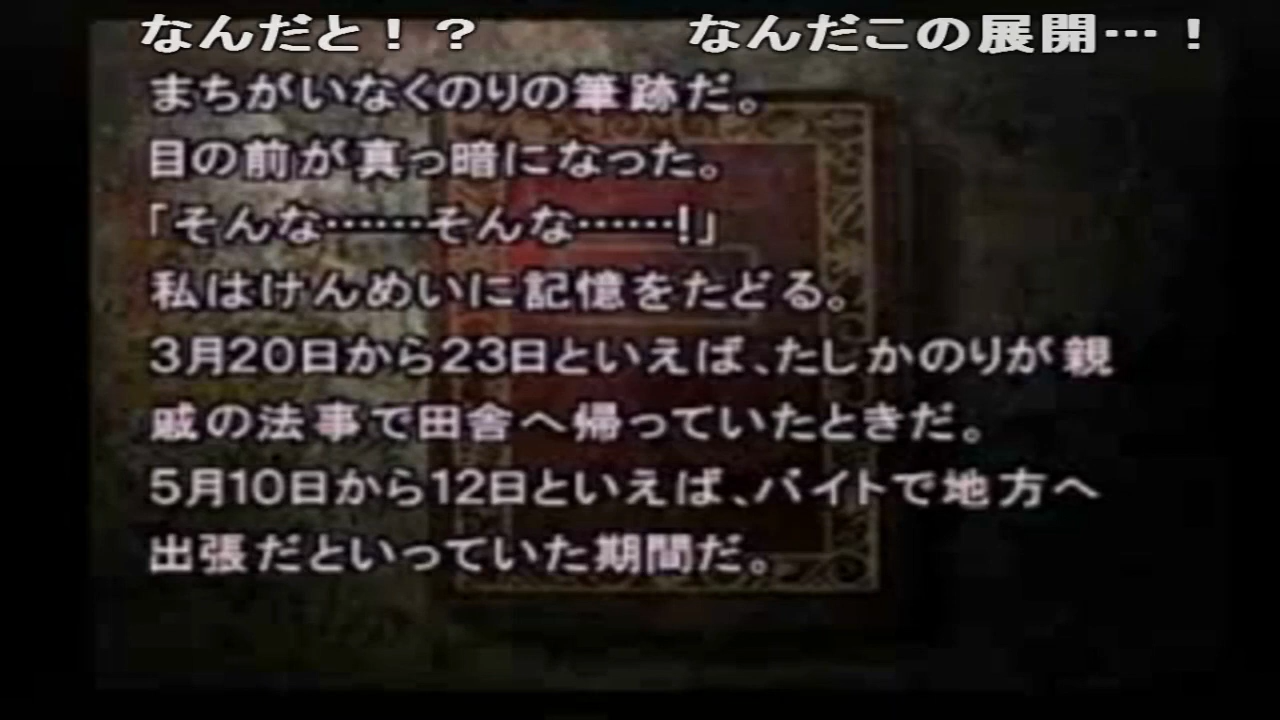 なんだと！？ なんだこの展開…！
まちがいなくのりの筆跡だ。
目の前が真っ暗になった。
「そんな……そんな……!」
私はけんめいに記憶をたどる。
3月20日から23日といえば、たしかのりが親
戚の法事で田舎へ帰っていたときだ。
5月10日から12日といえば、バイトで地方へ
出張だといっていた期間だ。